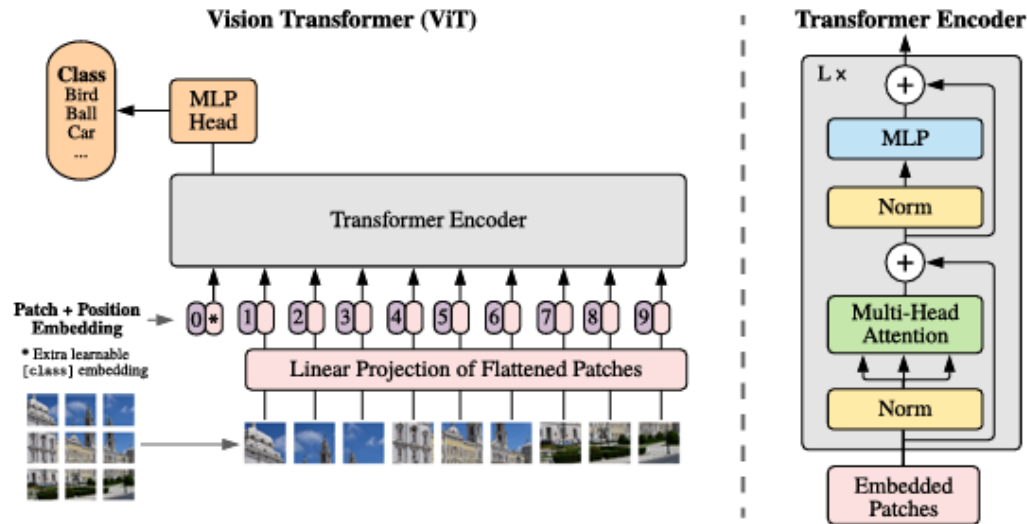 Vision Transformer (ViT)
Class
Bird
Ball
Car
...
MLP
Head
Transformer Encoder
Patch + Position
Embedding
* Extra learnable
[class] embedding
0 * 1 2 3 4 5 6 7 8 9
Linear Projection of Flattened Patches
Transformer Encoder
L ×
+
MLP
Norm
+
Multi-Head
Attention
Norm
Embedded
Patches